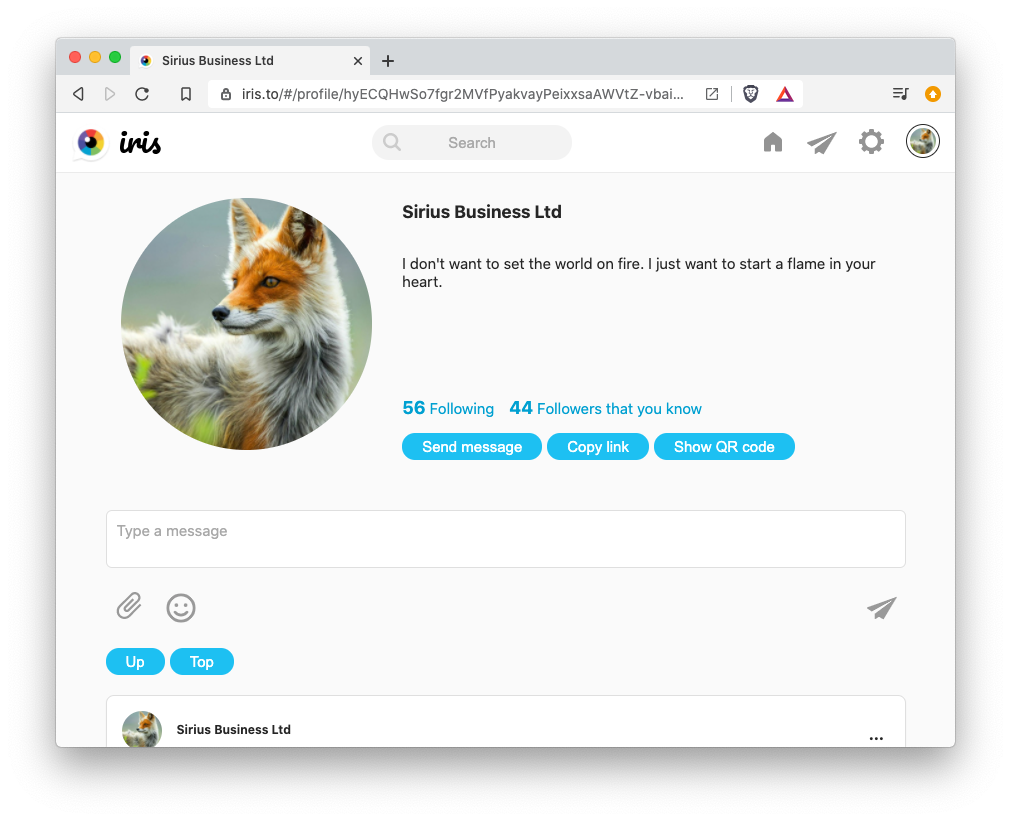 Sirius Business Ltd
iris.to/#/profile/hyECQHwSo7fgr2MVfPyakvayPeixxsaAWVtZ-vbai...
iris
Search
Sirius Business Ltd
I don't want to set the world on fire. I just want to start a flame in your
heart.
56 Following 44 Followers that you know
Send message Copy link Show QR code
Type a message
Up Top
Sirius Business Ltd
...